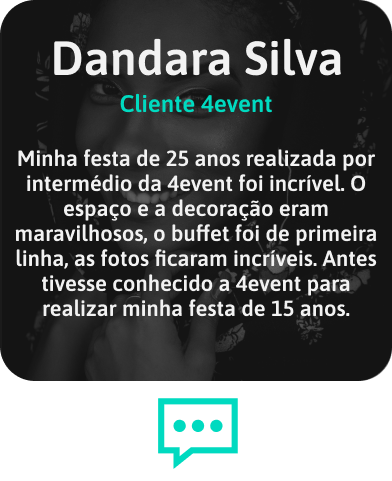 Dandara Silva
Cliente 4event
Minha festa de 25 anos realizada por
intermédio da 4event foi incrível. O
espaço e a decoração eram
maravilhosos, o buffet foi de primeira
linha, as fotos ficaram incríveis. Antes
tivesse conhecido a 4event para
realizar minha festa de 15 anos.